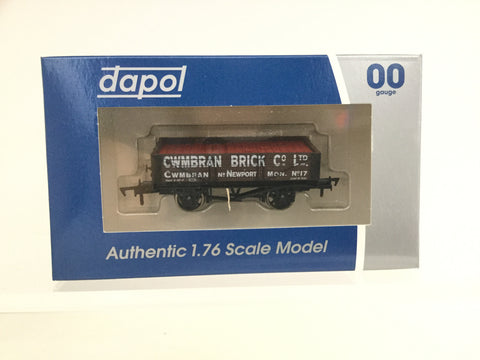 dapol
00
gauge
CWMBRAN BRICK Co LTD.
CWMBRAN NR NEWPORT MON. No 17
Authentic 1.76 Scale Model